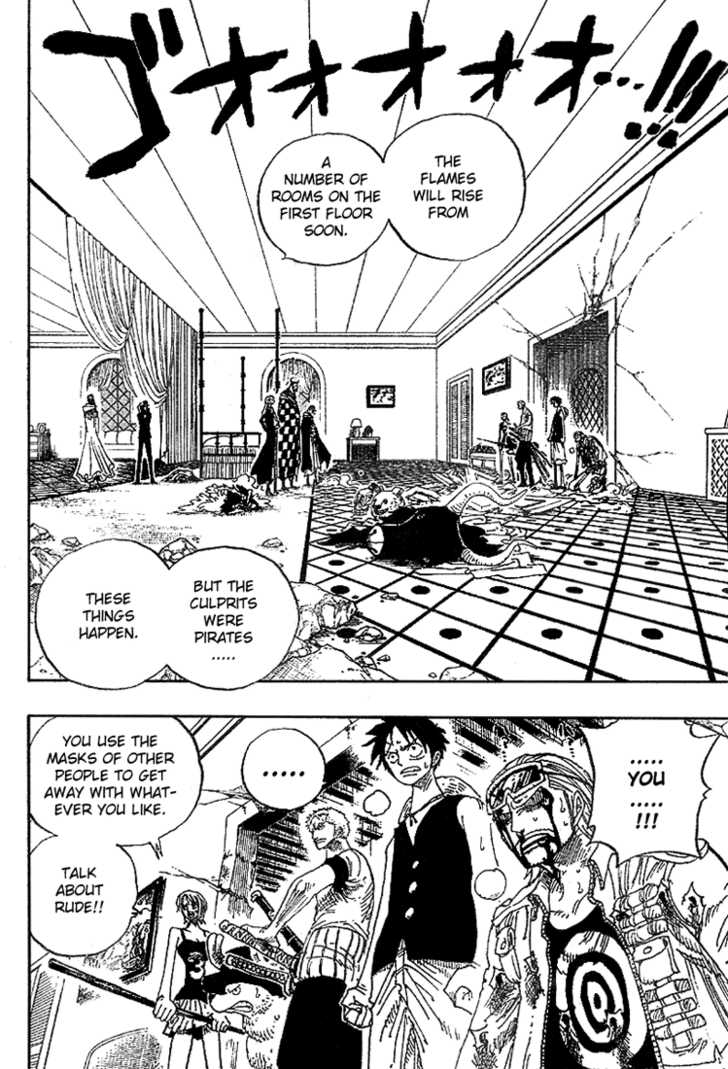 ゴオオオオオ…!!!
THE
FLAMES
WILL RISE
FROM
A
NUMBER OF
ROOMS ON THE
FIRST FLOOR
SOON.
BUT THE
CULPRITS
WERE
PIRATES
.....
THESE
THINGS
HAPPEN.
.....
YOU
.....
!!!
.....
YOU USE THE
MASKS OF OTHER
PEOPLE TO GET
AWAY WITH WHAT-
EVER YOU LIKE.
TALK
ABOUT
RUDE!!